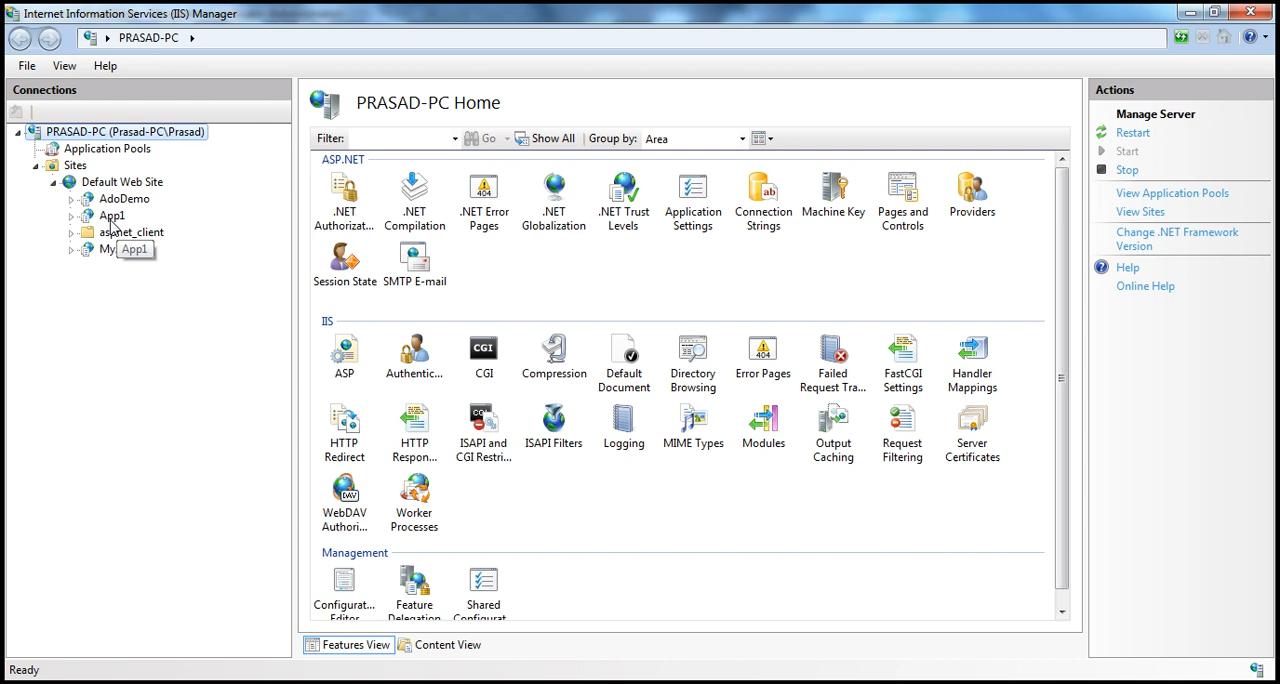 Internet Information Services (IIS) Manager
PRASAD-PC
File View Help
Connections
PRASAD-PC (Prasad-PC\Prasad)
Application Pools
Sites
Default Web Site
AdoDemo
App1
aspnet_client
My
App1
PRASAD-PC Home
Filter: Go Show All Group by: Area
ASP.NET
.NET Authorizat...
.NET Compilation
.NET Error Pages
.NET Globalization
.NET Trust Levels
Application Settings
Connection Strings
Machine Key
Pages and Controls
Providers
Session State
SMTP E-mail
IIS
ASP
Authentic...
CGI
Compression
Default Document
Directory Browsing
Error Pages
Failed Request Tra...
FastCGI Settings
Handler Mappings
HTTP Redirect
HTTP Respon...
ISAPI and CGI Restri...
ISAPI Filters
Logging
MIME Types
Modules
Output Caching
Request Filtering
Server Certificates
WebDAV Authori...
Worker Processes
Management
Configurat... Editor
Feature Delegation
Shared Configurat...
Features View Content View
Actions
Manage Server
Restart
Start
Stop
View Application Pools
View Sites
Change .NET Framework
Version
Help
Online Help
Ready